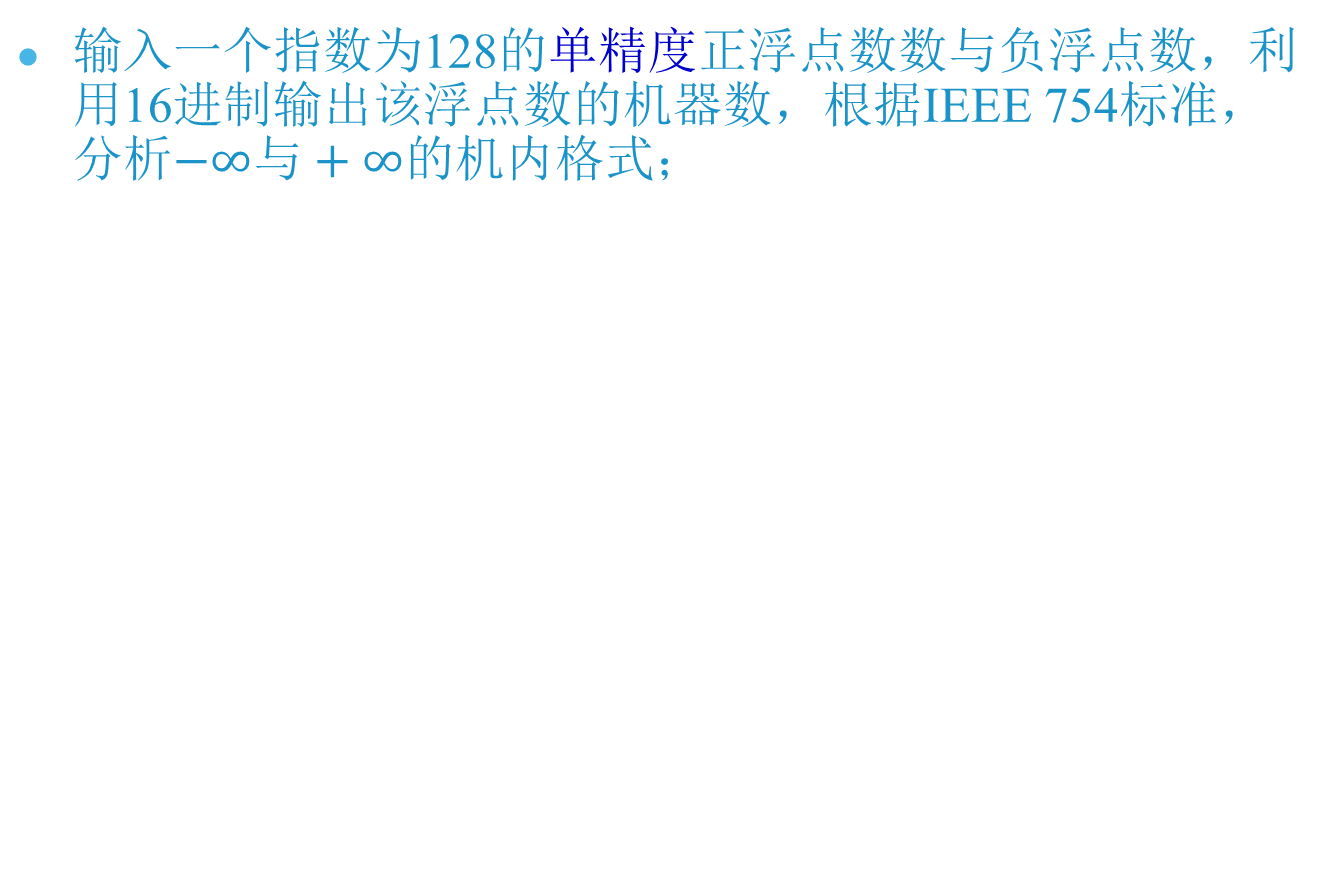 • 输入一个指数为128的单精度正浮点数数与负浮点数，利
用16进制输出该浮点数的机器数，根据IEEE 754标准，
分析−∞与 + ∞的机内格式；